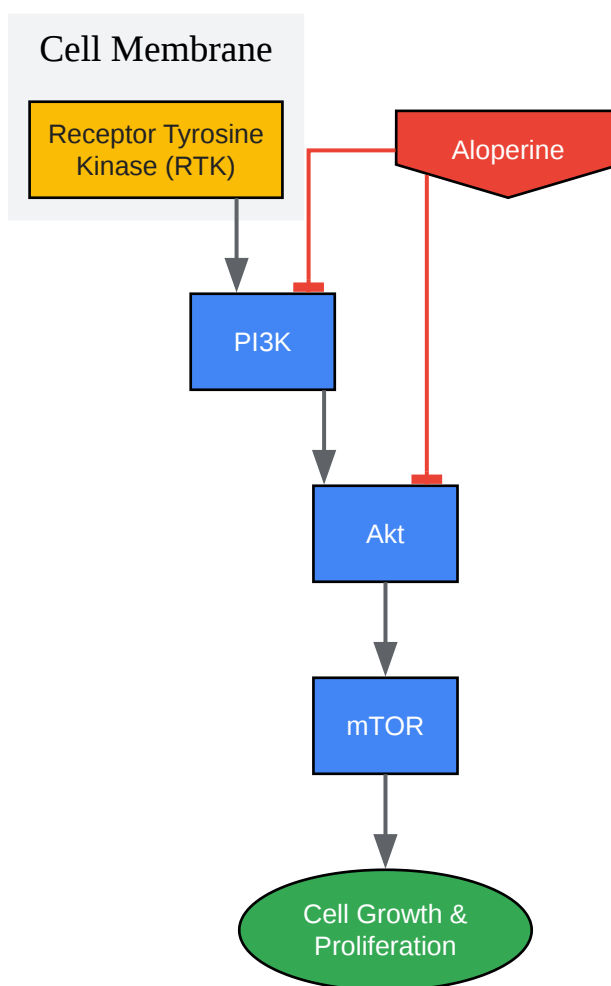 Cell Membrane
Receptor Tyrosine
Kinase (RTK)
Aloperine
PI3K
Akt
mTOR
Cell Growth &
Proliferation